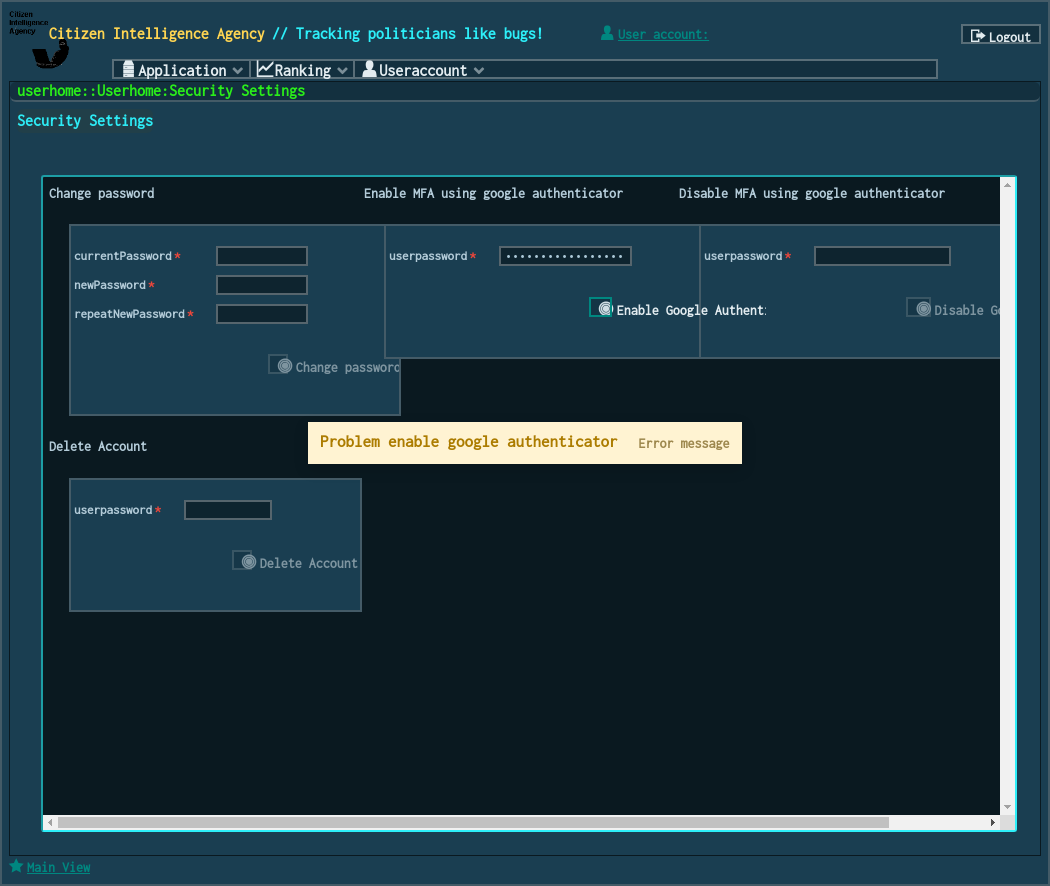 Citizen
Intelligence
Agency
Citizen Intelligence Agency // Tracking politicians like bugs!
User account:
Logout
Application
Ranking
Useraccount
userhome::Userhome:Security Settings
Security Settings
Change password
Enable MFA using google authenticator
Disable MFA using google authenticator
currentPassword*
newPassword*
repeatNewPassword*
Change password
userpassword*
Enable Google Authent
userpassword*
Disable Go
Problem enable google authenticator Error message
Delete Account
userpassword*
Delete Account
Main View